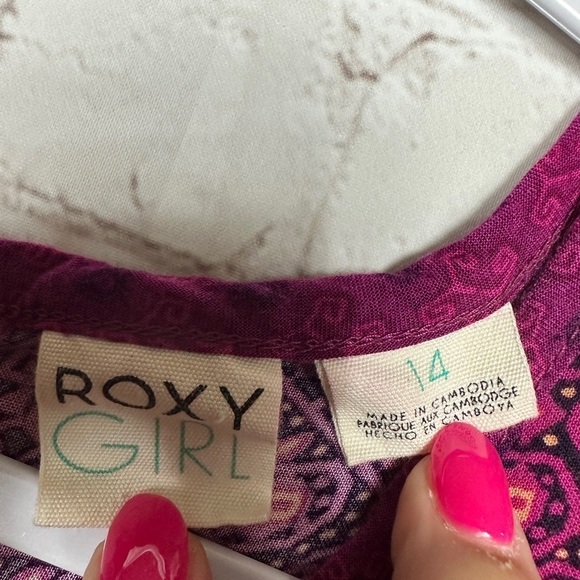 ROXY
GIRL
14
MADE IN CAMBODIA
FABRIQUE AUX CAMBODGE
HECHO EN CAMBOYA